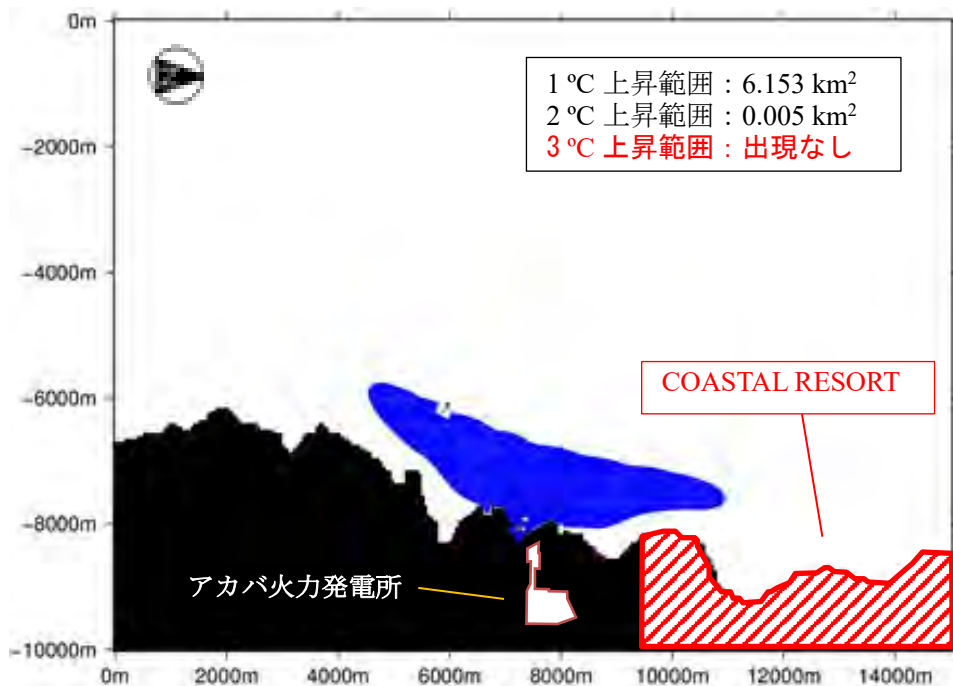 0m
1 ºC 上昇範囲：6.153 km²
2 ºC 上昇範囲：0.005 km²
3 ºC 上昇範囲：出現なし
-2000m
-4000m
COASTAL RESORT
-6000m
-8000m
アカバ火力発電所
-10000m
0m 2000m 4000m 6000m 8000m 10000m 12000m 14000m